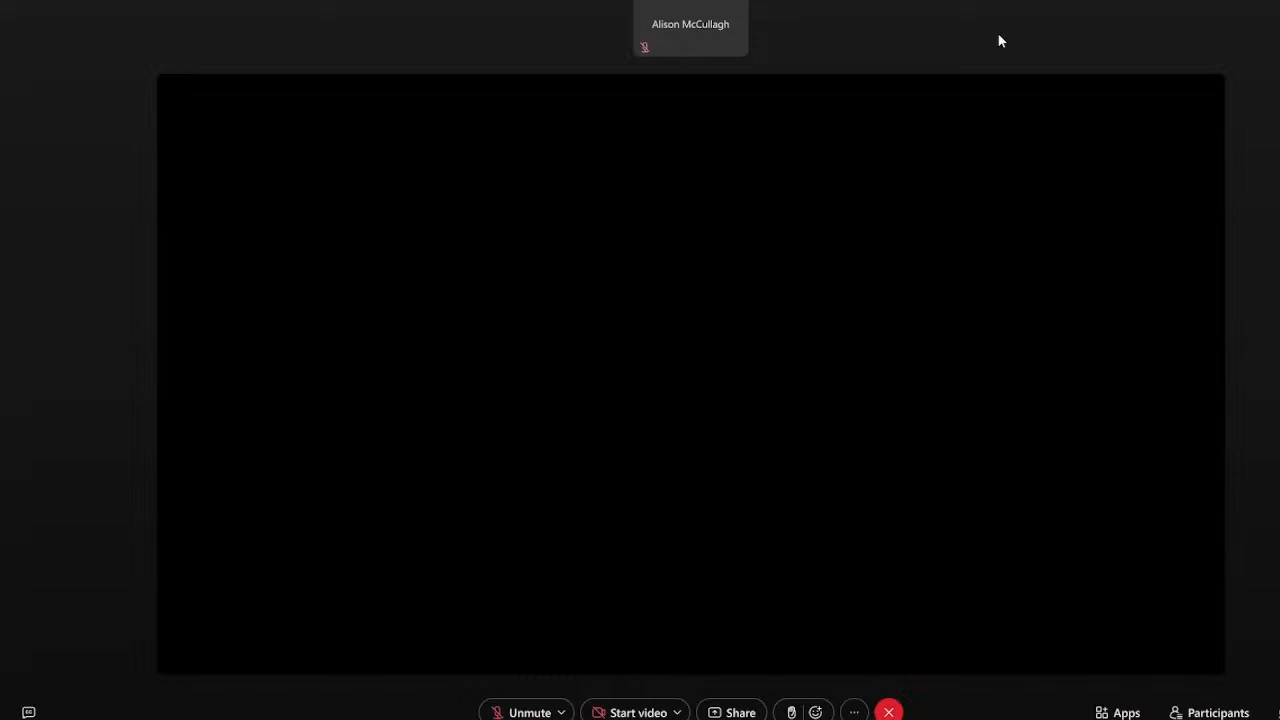 Alison McCullagh
Unmute
Start video
Share
Apps
Participants